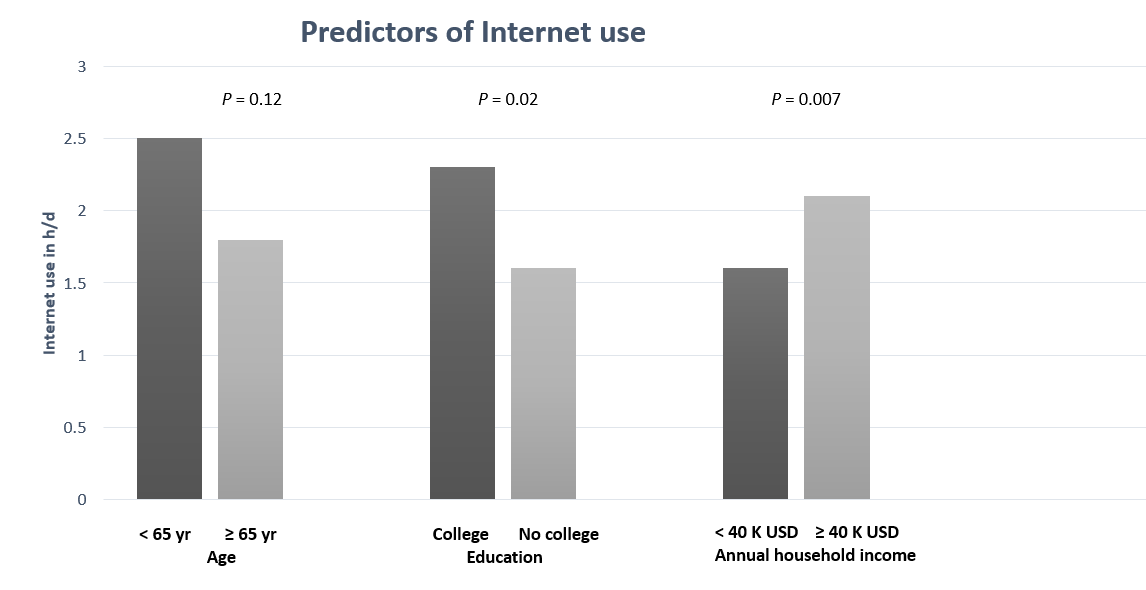 Predictors of Internet use
3
P = 0.12 P = 0.02 P = 0.007
2.5
2
1.5
1
0.5
0
Internet use in h/d
< 65 yr ≥ 65 yr College No college < 40 K USD ≥ 40 K USD
Age Education Annual household income